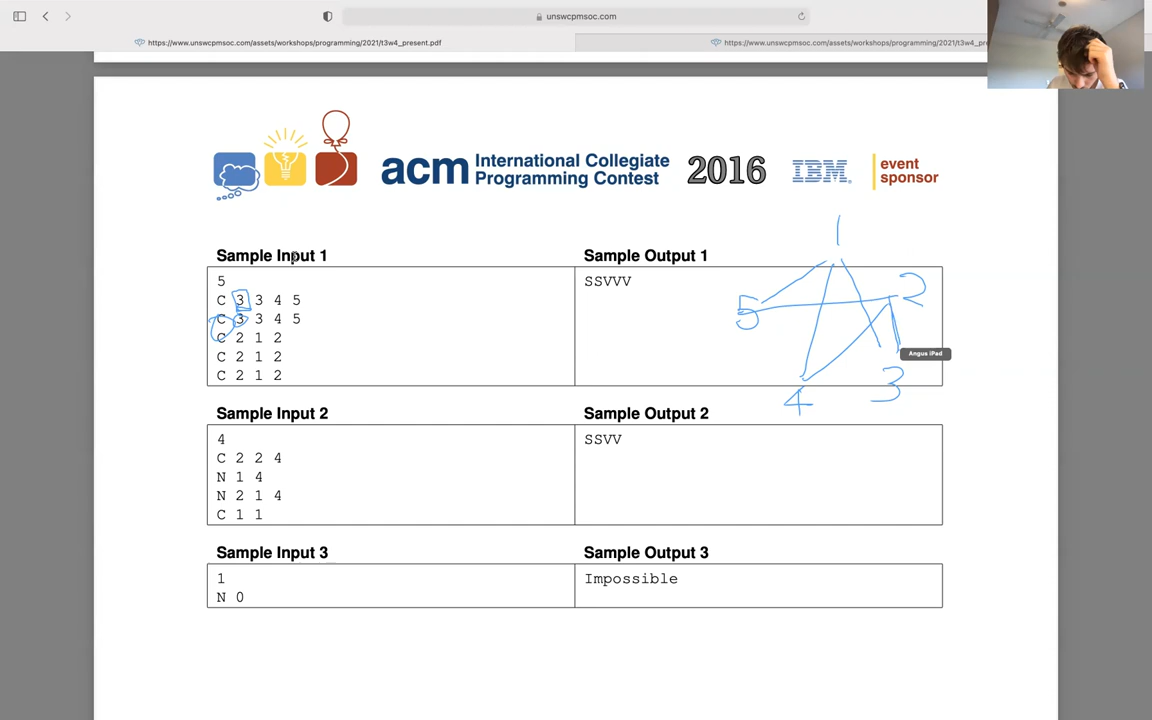 www.unswcpmsoc.com
https://www.unswcpmsoc.com/assets/workshops/programming/2021/t3w4_present.pdf
https://www.unswcpmsoc.com/assets/workshops/programming/2021/t3w4_pre
acm International Collegiate Programming Contest 2016 IBM event sponsor
Sample Input 1
Sample Output 1
5
C 3 3 4 5
C 3 3 4 5
C 2 1 2
C 2 1 2
C 2 1 2
SSVVV
1
2
5
Angus iPad
3
4
Sample Input 2
Sample Output 2
4
C 2 2 4
N 1 4
N 2 1 4
C 1 1
SSVV
Sample Input 3
Sample Output 3
1
N 0
Impossible